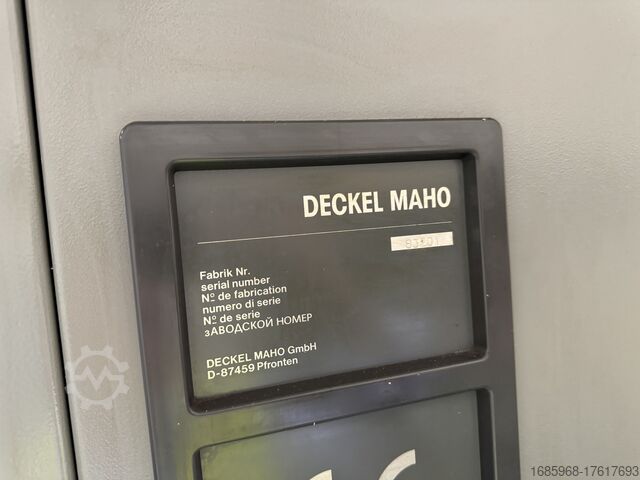 DECKEL MAHO
Fabrik Nr.
serial number
Nº de fabrication
numero di serie
Nº de serie
зАВОДСКОЙ НОМЕР
DECKEL MAHO GmbH
D-87459 Pfronten
1685968-17617693